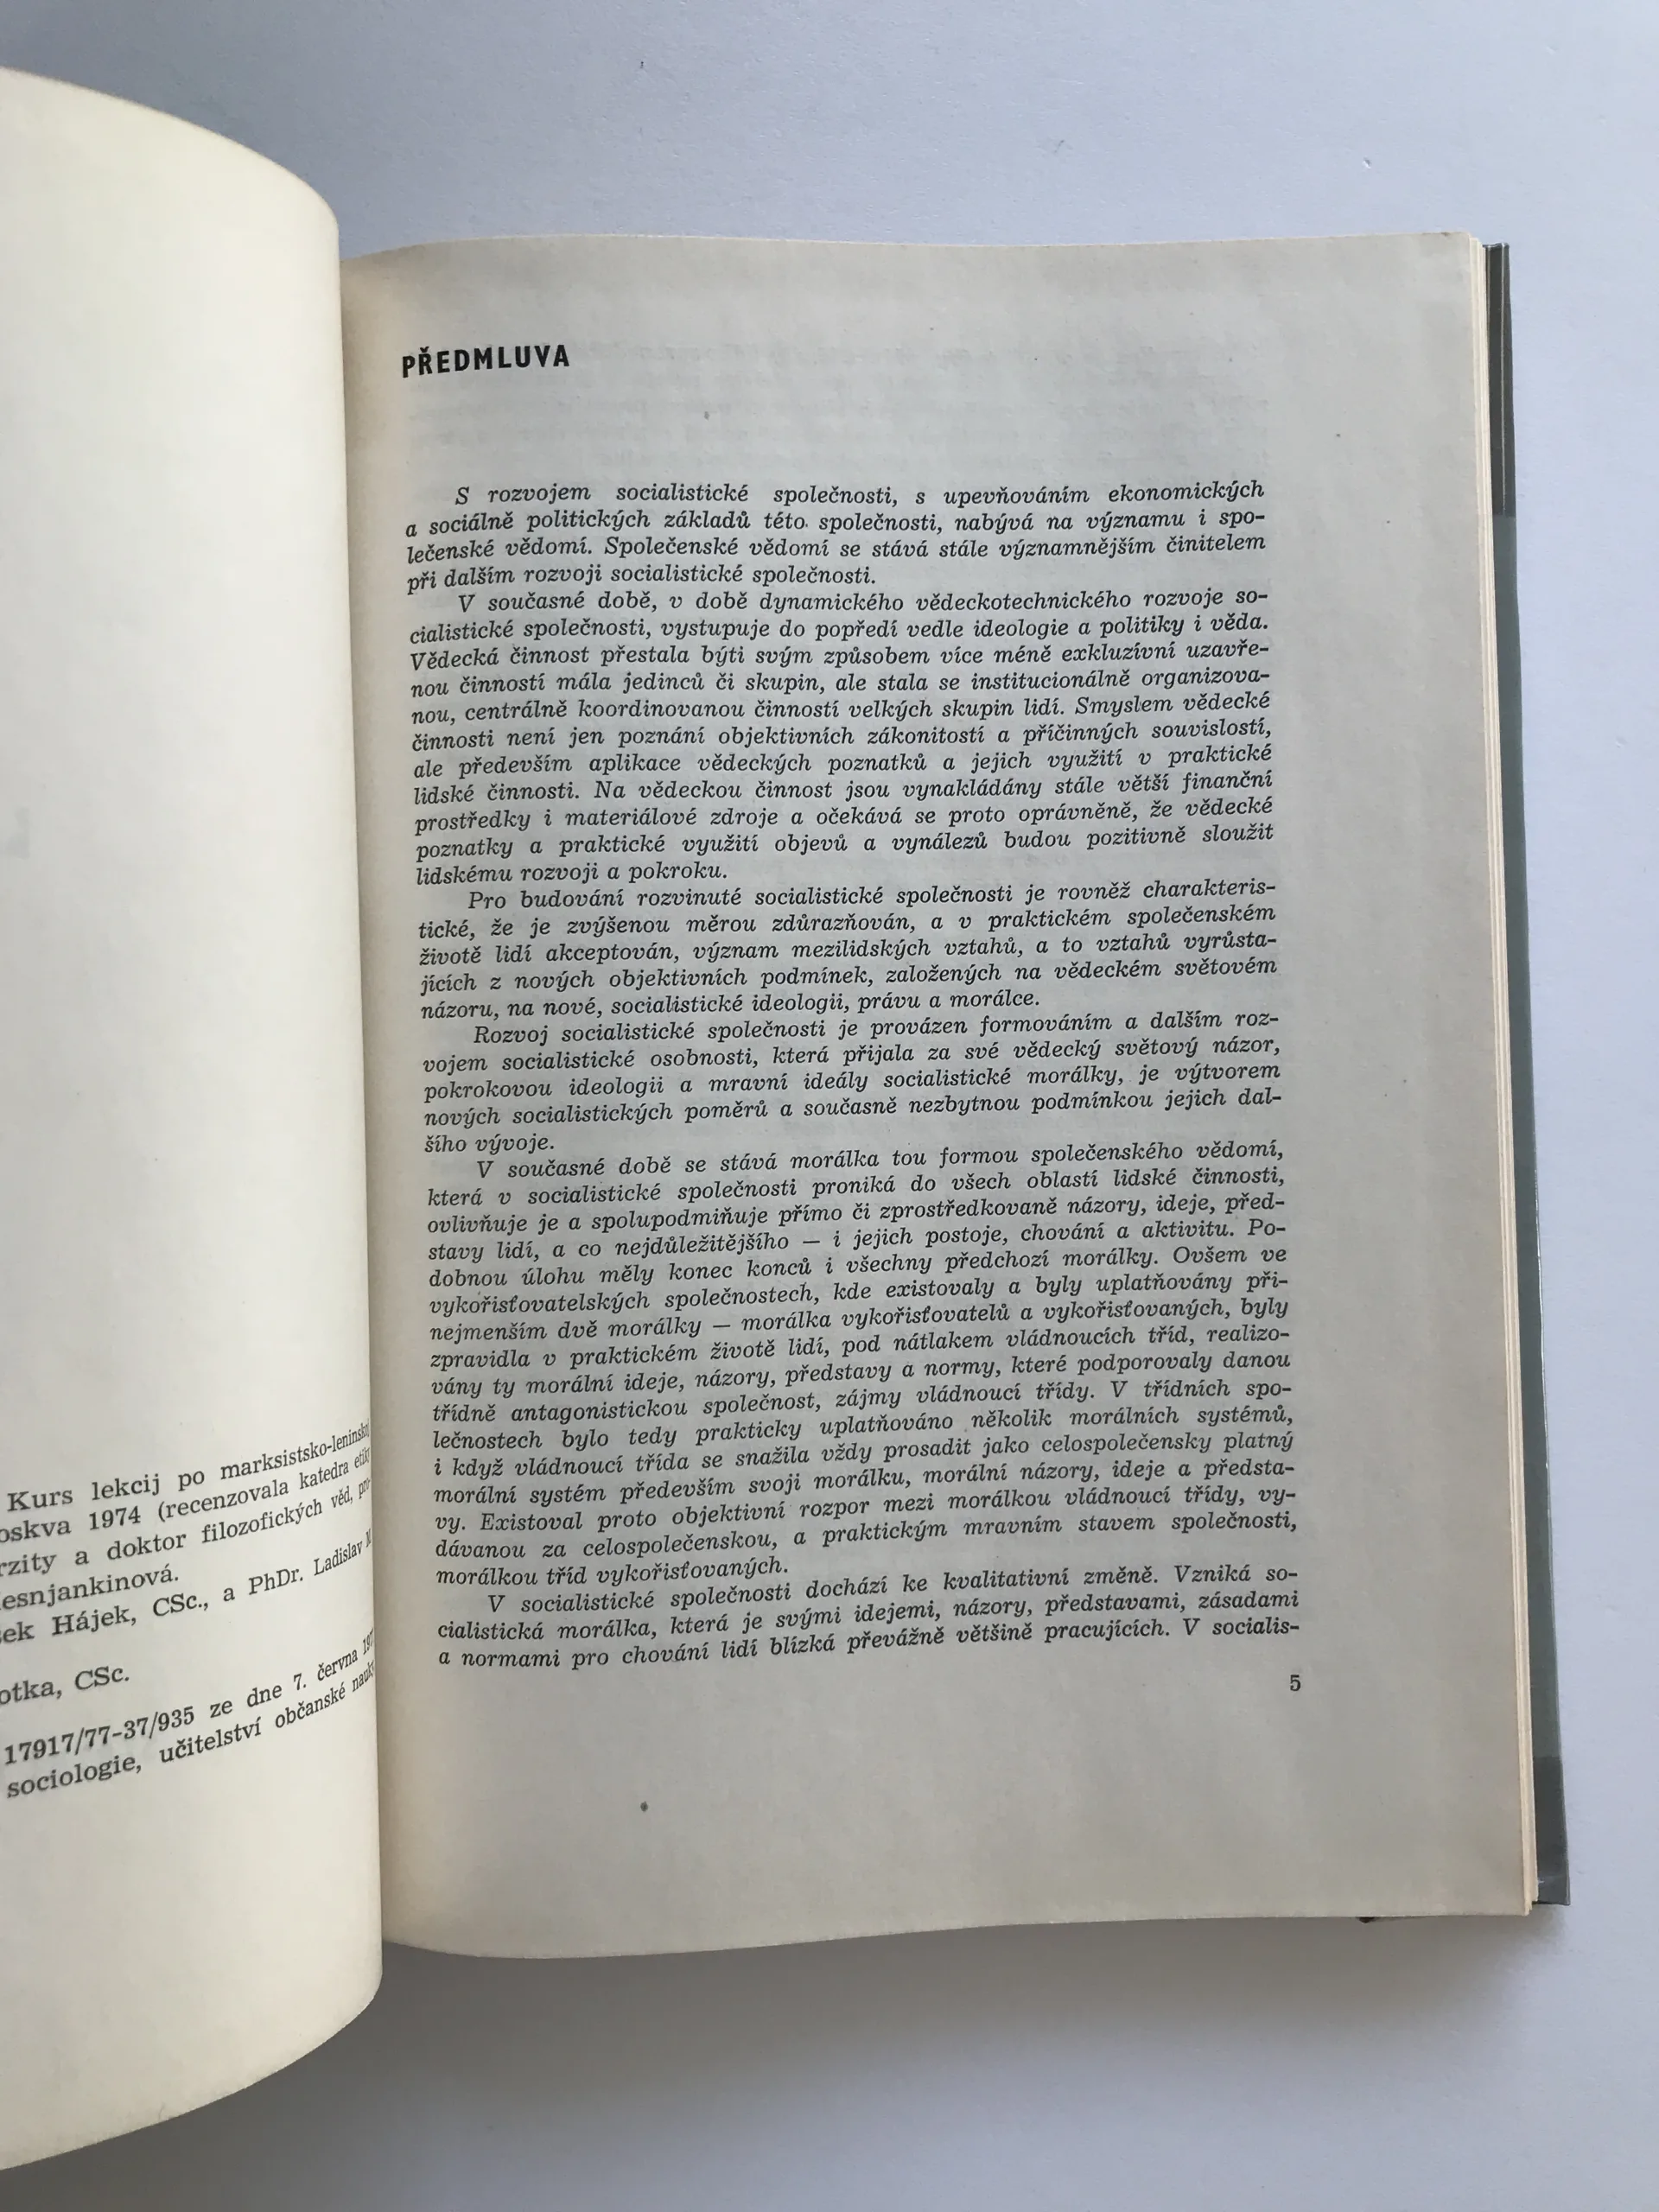 Kurs lekcij po marksistsko-leninskoj
1974 (recenzovala katedra etiky
a doktor filozofických věd,
Hájek, CSc., a PhDr. Ladislav
CSc.
17917/77-37/935 ze dne 7. června
sociologie, učitelství občanské
PŘEDMLUVA
S rozvojem socialistické společnosti, s upevňováním ekonomických
a sociálně politických základů této společnosti, nabývá na významu i spo-
lečenské vědomí. Společenské vědomí se stává stále významnějším činitelem
při dalším rozvoji socialistické společnosti.
V současné době, v době dynamického vědeckotechnického rozvoje so-
cialistické společnosti, vystupuje do popředí vedle ideologie a politiky i věda.
Vědecká činnost přestala býti svým způsobem více méně exkluzívní uzavře-
nou činností mála jedinců či skupin, ale stala se institucionálně organizova-
nou, centrálně koordinovanou činností velkých skupin lidí. Smyslem vědecké
činnosti není jen poznání objektivních zákonitostí a příčinných souvislostí,
ale především aplikace vědeckých poznatků a jejich využití v praktické
lidské činnosti. Na vědeckou činnost jsou vynakládány stále větší finanční
prostředky i materiálové zdroje a očekává se proto oprávněně, že vědecké
poznatky a praktické využití objevů a vynálezů budou pozitivně sloužit
lidskému rozvoji a pokroku.
Pro budování rozvinuté socialistické společnosti je rovněž charakteris-
tické, že je zvýšenou měrou zdůrazňován, a v praktickém společenském
životě lidí akceptován, význam mezilidských vztahů, a to vztahů vyrůsta-
jících z nových objektivních podmínek, založených na vědeckém světovém
názoru, na nové, socialistické ideologii, právu a morálce.
Rozvoj socialistické společnosti je provázen formováním a dalším roz-
vojem socialistické osobnosti, která přijala za své vědecký světový názor,
pokrokovou ideologii a mravní ideály socialistické morálky, je výtvorem
nových socialistických poměrů a současně nezbytnou podmínkou jejich dal-
šího vývoje.
V současné době se stává morálka tou formou společenského vědomí,
která v socialistické společnosti proniká do všech oblastí lidské činnosti,
ovlivňuje je a spolupodmiňuje přímo či zprostředkovaně názory, ideje, před-
stavy lidí, a co nejdůležitějšího — i jejich postoje, chování a aktivitu. Po-
dobnou úlohu měly konec konců i všechny předchozí morálky. Ovšem ve
vykořisťovatelských společnostech, kde existovaly a byly uplatňovány při-
nejmenším dvě morálky — morálka vykořisťovatelů a vykořisťovaných, byly
zpravidla v praktickém životě lidí, pod nátlakem vládnoucích tříd, realizo-
vány ty morální ideje, názory, představy a normy, které podporovaly danou
třídně antagonistickou společnost, zájmy vládnoucí třídy. V třídních spo-
lečnostech bylo tedy prakticky uplatňováno několik morálních systémů,
i když vládnoucí třída se snažila vždy prosadit jako celospolečensky platný
morální systém především svoji morálku, morální názory, ideje a předsta-
vy. Existoval proto objektivní rozpor mezi morálkou vládnoucí třídy, vy-
dávanou za celospolečenskou, a praktickým mravním stavem společnosti,
morálkou tříd vykořisťovaných.
V socialistické společnosti dochází ke kvalitativní změně. Vzniká so-
cialistická morálka, která je svými idejemi, názory, představami, zásadami
a normami pro chování lidí blízká převážně většině pracujících. V socialis-
5